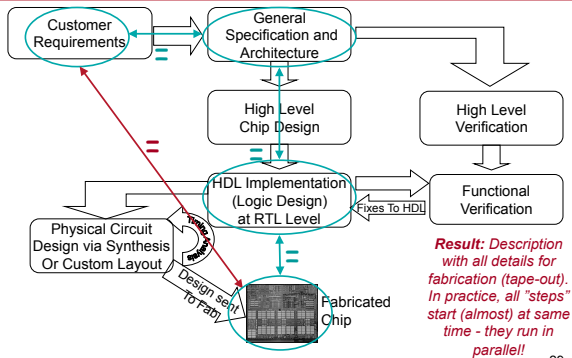 Customer
Requirements
General
Specification and
Architecture
=
High Level
Chip Design
High Level
Verification
=
=
HDL Implementation
(Logic Design)
at RTL Level
Fixes To HDL
Functional
Verification
Physical Circuit
Design via Synthesis
Or Custom Layout
Tuning
Analysis
=
Design sent
To Fab
Fabricated
Chip
Result: Description
with all details for
fabrication (tape-out).
In practice, all "steps"
start (almost) at same
time - they run in
parallel!